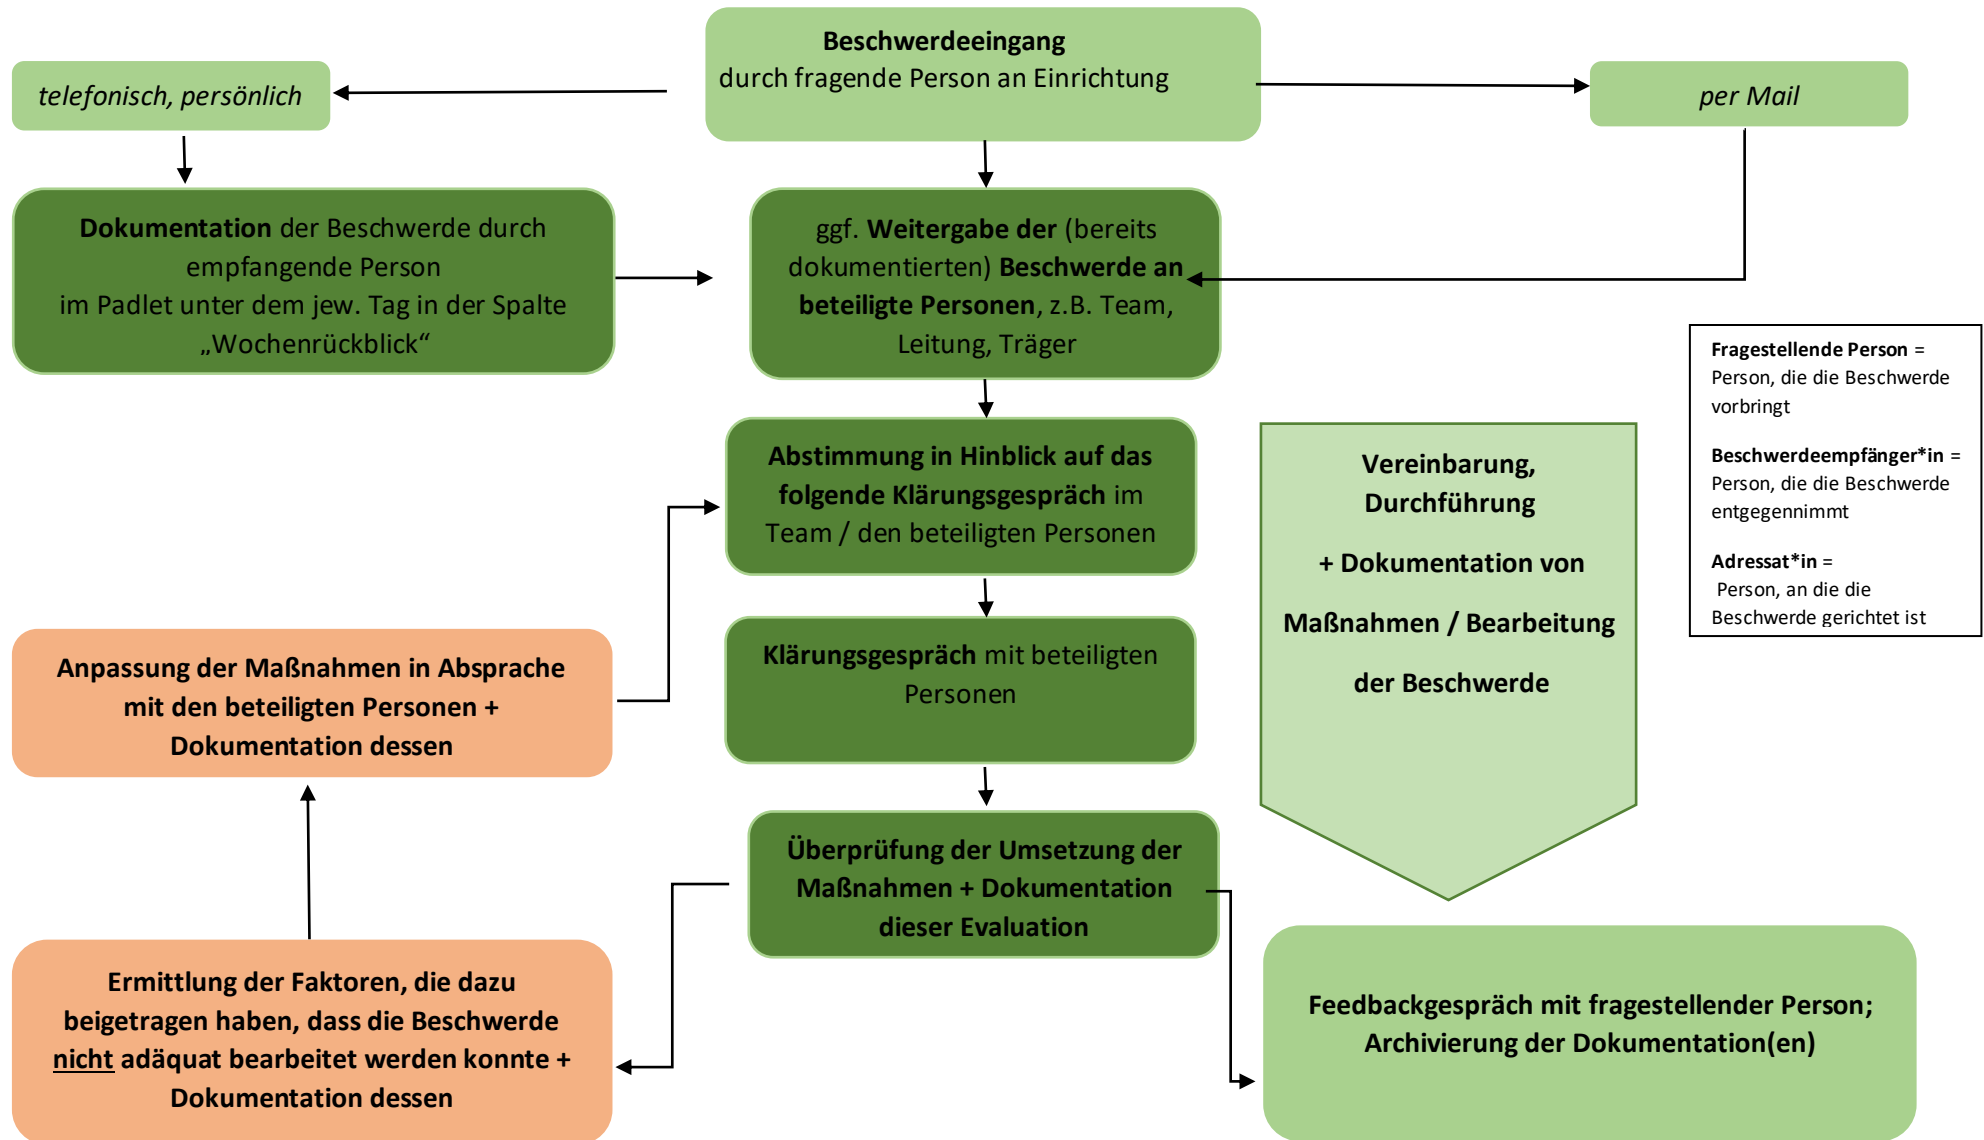 Beschwerdeeingang
durch fragende Person an Einrichtung
telefonisch, persönlich
per Mail
Dokumentation der Beschwerde durch
empfangende Person
im Padlet unter dem jew. Tag in der Spalte
„Wochenrückblick“
ggf. Weitergabe der (bereits
dokumentierten) Beschwerde an
beteiligte Personen, z.B. Team,
Leitung, Träger
Fragestellende Person =
Person, die die Beschwerde
vorbringt
Beschwerdeempfänger*in =
Person, die die Beschwerde
entgegennimmt
Adressat*in =
Person, an die die
Beschwerde gerichtet ist
Abstimmung in Hinblick auf das
folgende Klärungsgespräch im
Team / den beteiligten Personen
Vereinbarung,
Durchführung
+ Dokumentation von
Maßnahmen / Bearbeitung
der Beschwerde
Klärungsgespräch mit beteiligten
Personen
Anpassung der Maßnahmen in Absprache
mit den beteiligten Personen +
Dokumentation dessen
Überprüfung der Umsetzung der
Maßnahmen + Dokumentation
dieser Evaluation
Ermittlung der Faktoren, die dazu
beigetragen haben, dass die Beschwerde
nicht adäquat bearbeitet werden konnte +
Dokumentation dessen
Feedbackgespräch mit fragestellender Person;
Archivierung der Dokumentation(en)